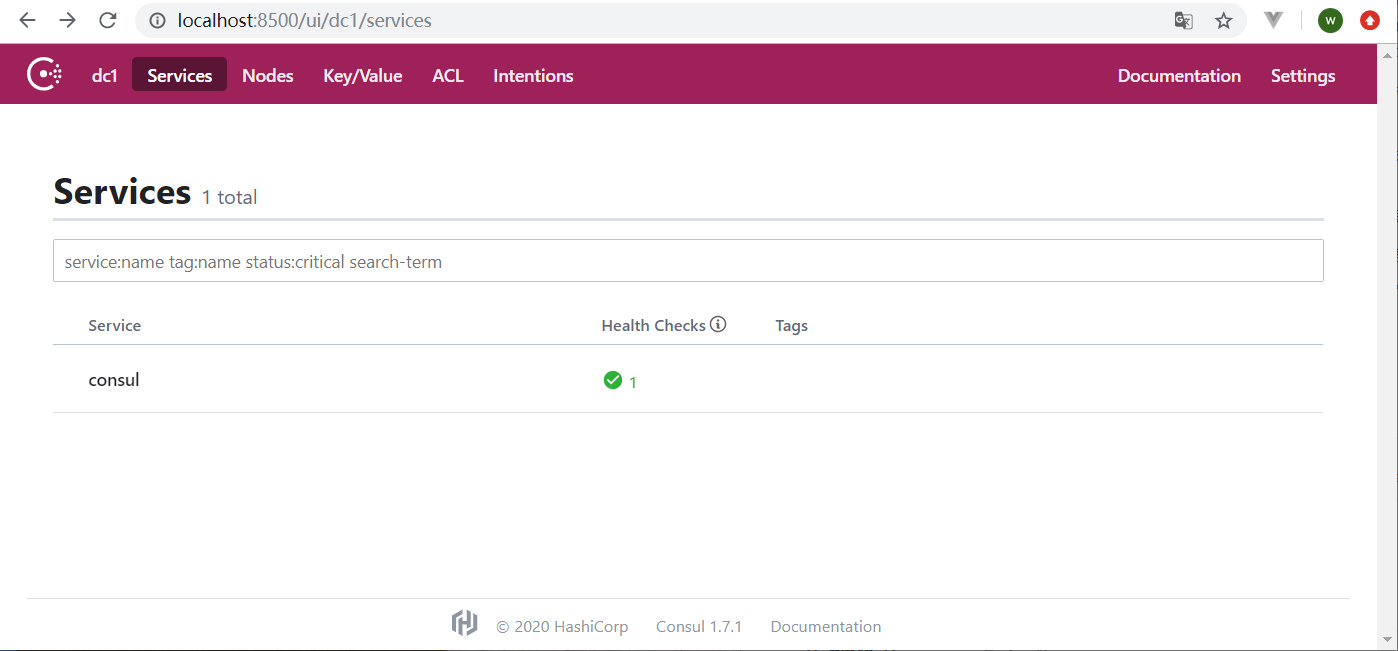 localhost:8500/ui/dc1/services
W
dc1 Services Nodes Key/Value ACL Intentions Documentation Settings
Services 1 total
service:name tag:name status:critical search-term
Service Health Checks Tags
consul 1
© 2020 HashiCorp Consul 1.7.1 Documentation